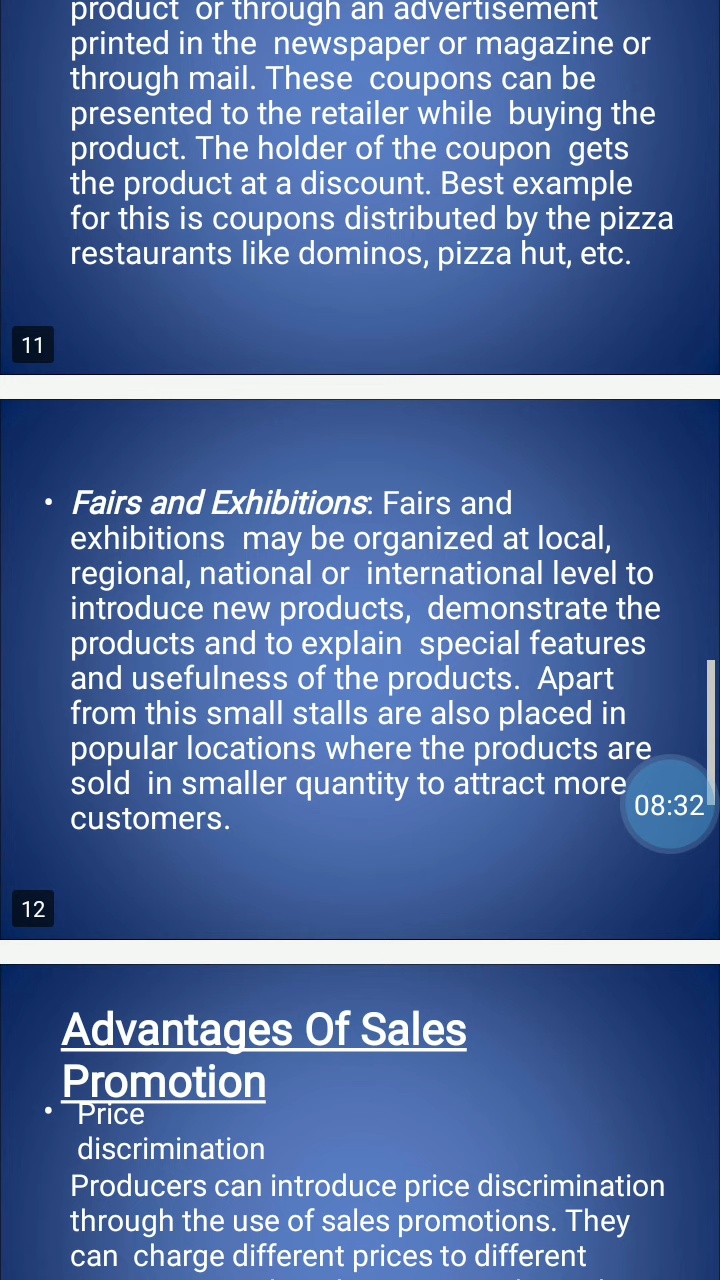 product or through an advertisement
printed in the newspaper or magazine or
through mail. These coupons can be
presented to the retailer while buying the
product. The holder of the coupon gets
the product at a discount. Best example
for this is coupons distributed by the pizza
restaurants like dominos, pizza hut, etc.
11
• Fairs and Exhibitions: Fairs and
exhibitions may be organized at local,
regional, national or international level to
introduce new products, demonstrate the
products and to explain special features
and usefulness of the products. Apart
from this small stalls are also placed in
popular locations where the products are
sold in smaller quantity to attract more
customers.
08:32
12
Advantages Of Sales
Promotion
• Price
discrimination
Producers can introduce price discrimination
through the use of sales promotions. They
can charge different prices to different